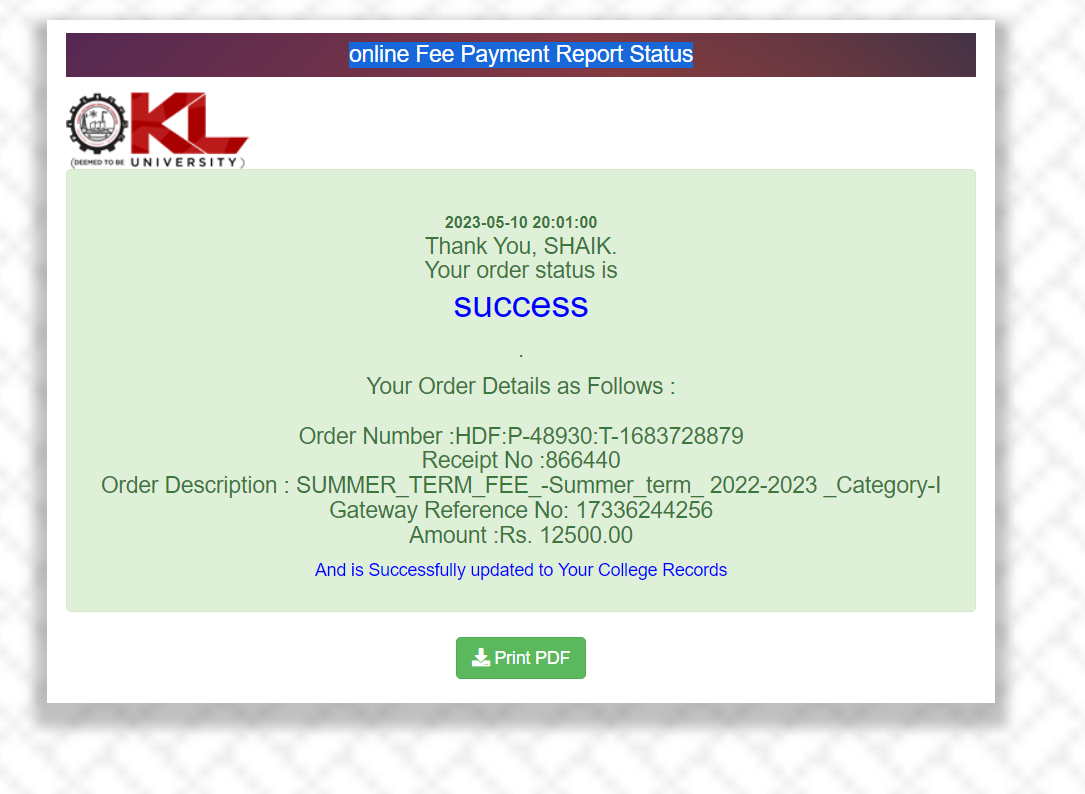 online Fee Payment Report Status
KL
(DEEMED TO BE UNIVERSITY)
2023-05-10 20:01:00
Thank You, SHAIK.
Your order status is
success
.
Your Order Details as Follows :
Order Number :HDF:P-48930:T-1683728879
Receipt No :866440
Order Description : SUMMER_TERM_FEE_-Summer_term_ 2022-2023 _Category-I
Gateway Reference No: 17336244256
Amount :Rs. 12500.00
And is Successfully updated to Your College Records
Print PDF